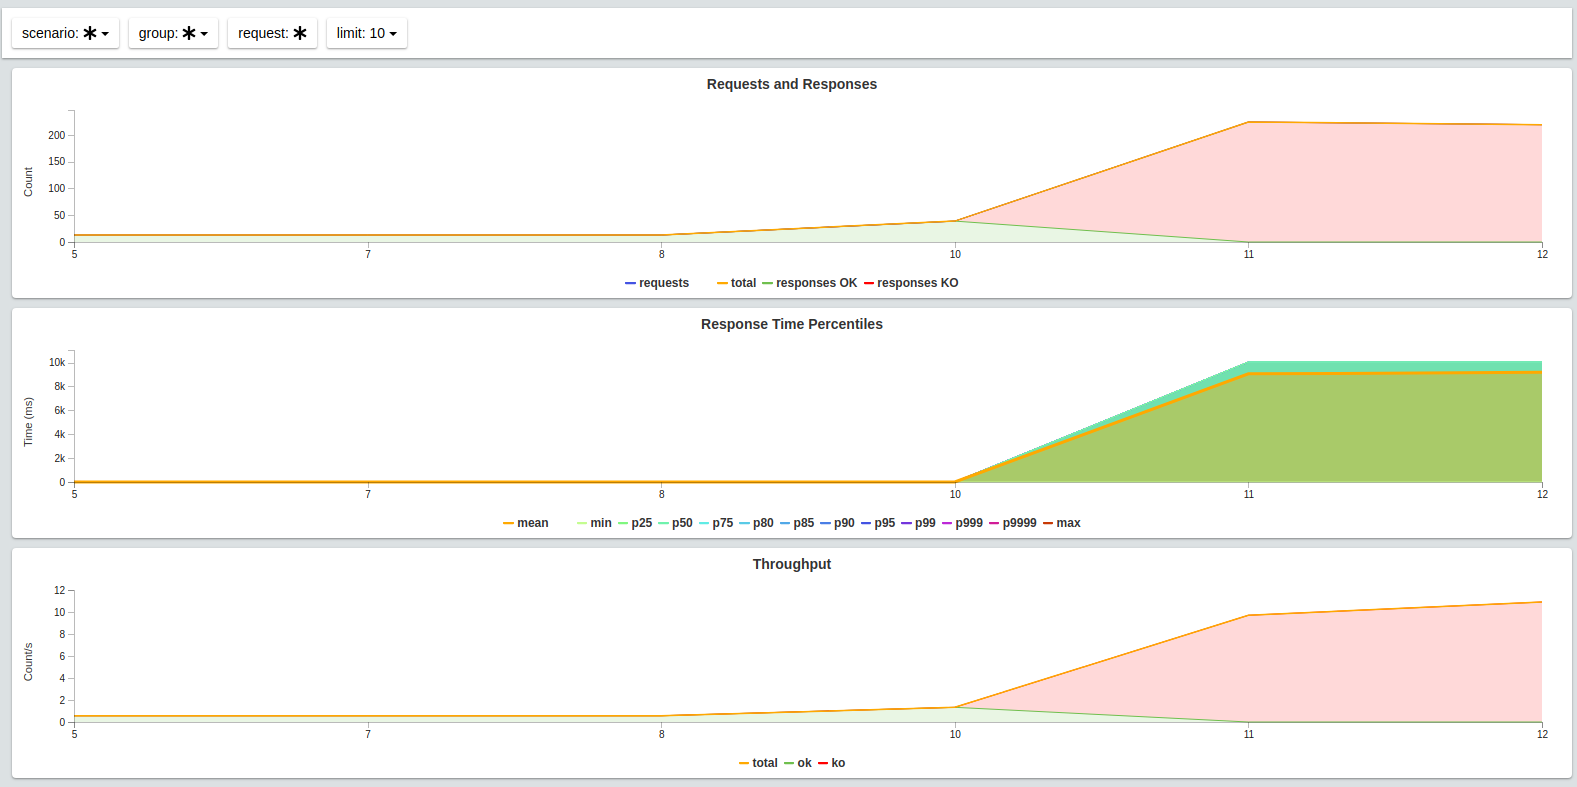 scenario: * group: * request: * limit: 10
Requests and Responses
Count
200
150
100
50
0
5 7 8 10 11 12
requests total responses OK responses KO
Response Time Percentiles
Time (ms)
10k
8k
6k
4k
2k
0
5 7 8 10 11 12
mean min p25 p50 p75 p80 p85 p90 p95 p99 p999 p9999 max
Throughput
Count/s
12
10
8
6
4
2
0
5 7 8 10 11 12
total ok ko